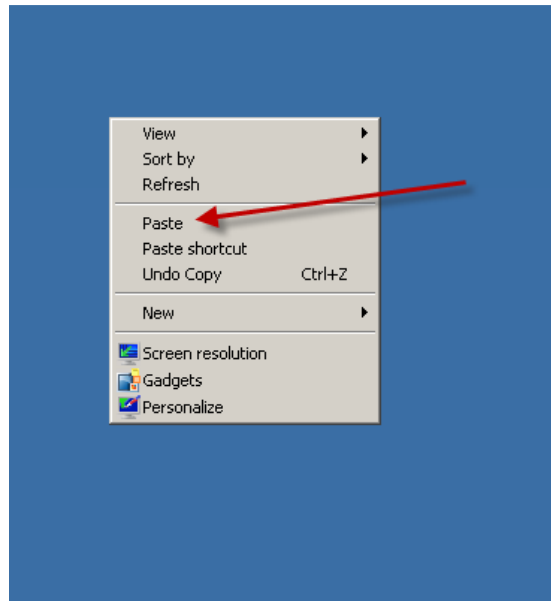 View
Sort by
Refresh
Paste
Paste shortcut
Undo Copy Ctrl+Z
New
Screen resolution
Gadgets
Personalize